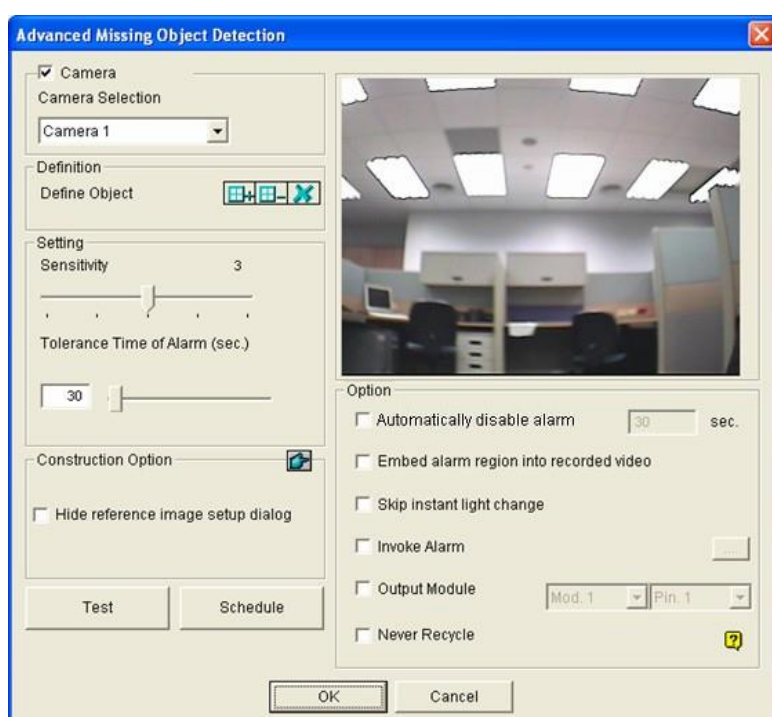 Advanced Missing Object Detection
Camera
Camera Selection
Camera 1
Definition
Define Object
Setting
Sensitivity 3
Tolerance Time of Alarm (sec.)
30
Construction Option
Hide reference image setup dialog
Test Schedule
Option
Automatically disable alarm 30 sec.
Embed alarm region into recorded video
Skip instant light change
Invoke Alarm ...
Output Module Mod. 1 Pin. 1
Never Recycle ?
OK Cancel